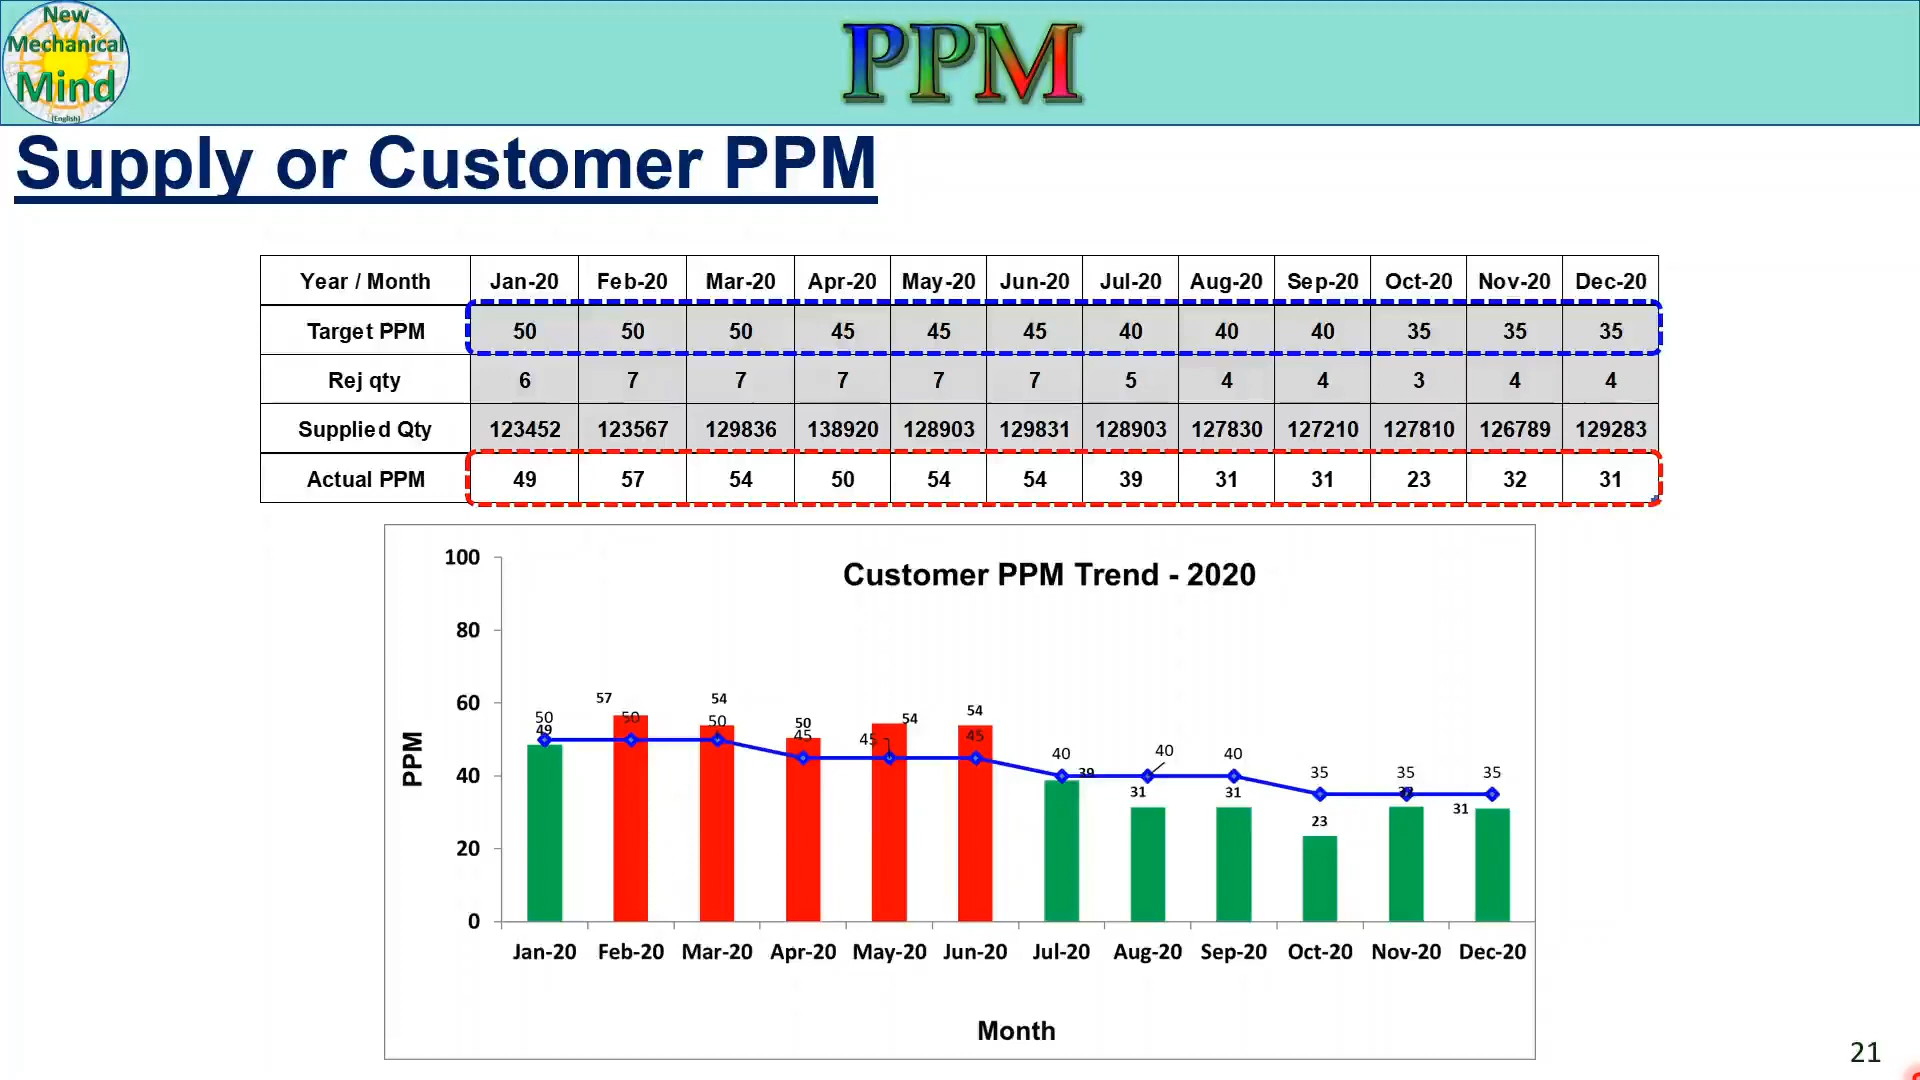 New
Mechanical
Mind
(English)
PPM
Supply or Customer PPM
Year / Month Jan-20 Feb-20 Mar-20 Apr-20 May-20 Jun-20 Jul-20 Aug-20 Sep-20 Oct-20 Nov-20 Dec-20
Target PPM 50 50 50 45 45 45 40 40 40 35 35 35
Rej qty 6 7 7 7 7 7 5 4 4 3 4 4
Supplied Qty 123452 123567 129836 138920 128903 129831 128903 127830 127210 127810 126789 129283
Actual PPM 49 57 54 50 54 54 39 31 31 23 32 31
Customer PPM Trend - 2020
100
80
60
40
20
0
PPM
57 54 50 54 54
50 50 50 45 45 45 40 40 40 35 35 35
49 39 31 31 23 32 31
Jan-20 Feb-20 Mar-20 Apr-20 May-20 Jun-20 Jul-20 Aug-20 Sep-20 Oct-20 Nov-20 Dec-20
Month
21